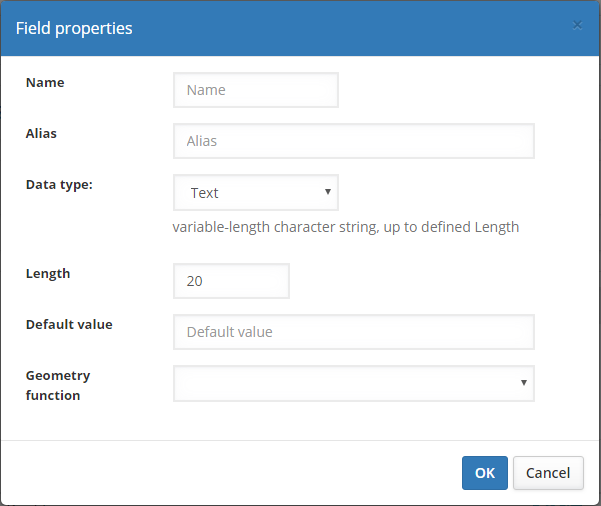 Field properties
×
Name
Name
Alias
Alias
Data type:
Text
variable-length character string, up to defined Length
Length
20
Default value
Default value
Geometry
function
OK
Cancel